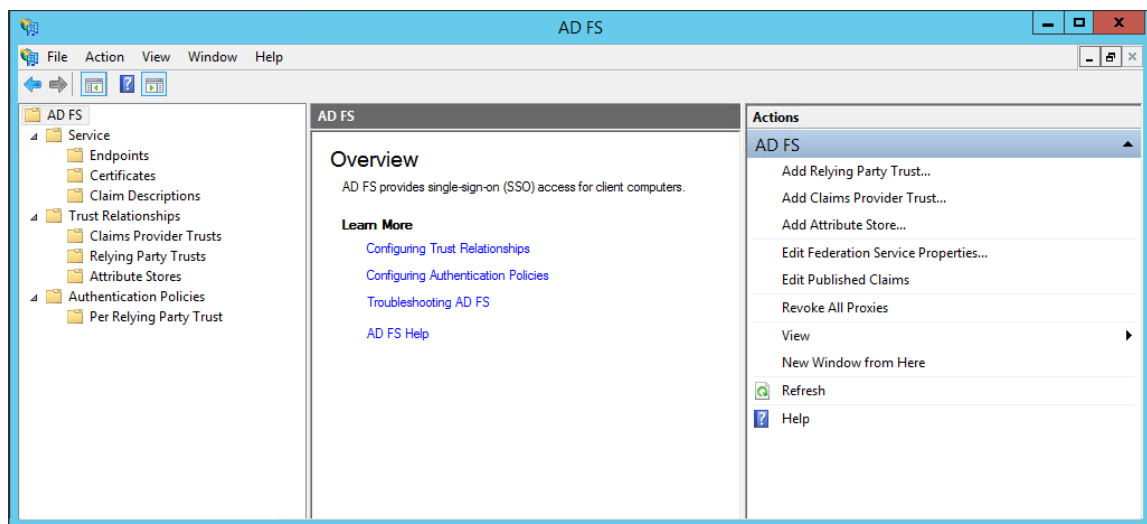 AD FS
File Action View Window Help
AD FS
Service
Endpoints
Certificates
Claim Descriptions
Trust Relationships
Claims Provider Trusts
Relying Party Trusts
Attribute Stores
Authentication Policies
Per Relying Party Trust
AD FS
Overview
AD FS provides single-sign-on (SSO) access for client computers.
Learn More
Configuring Trust Relationships
Configuring Authentication Policies
Troubleshooting AD FS
AD FS Help
Actions
AD FS
Add Relying Party Trust...
Add Claims Provider Trust...
Add Attribute Store...
Edit Federation Service Properties...
Edit Published Claims
Revoke All Proxies
View
New Window from Here
Refresh
Help